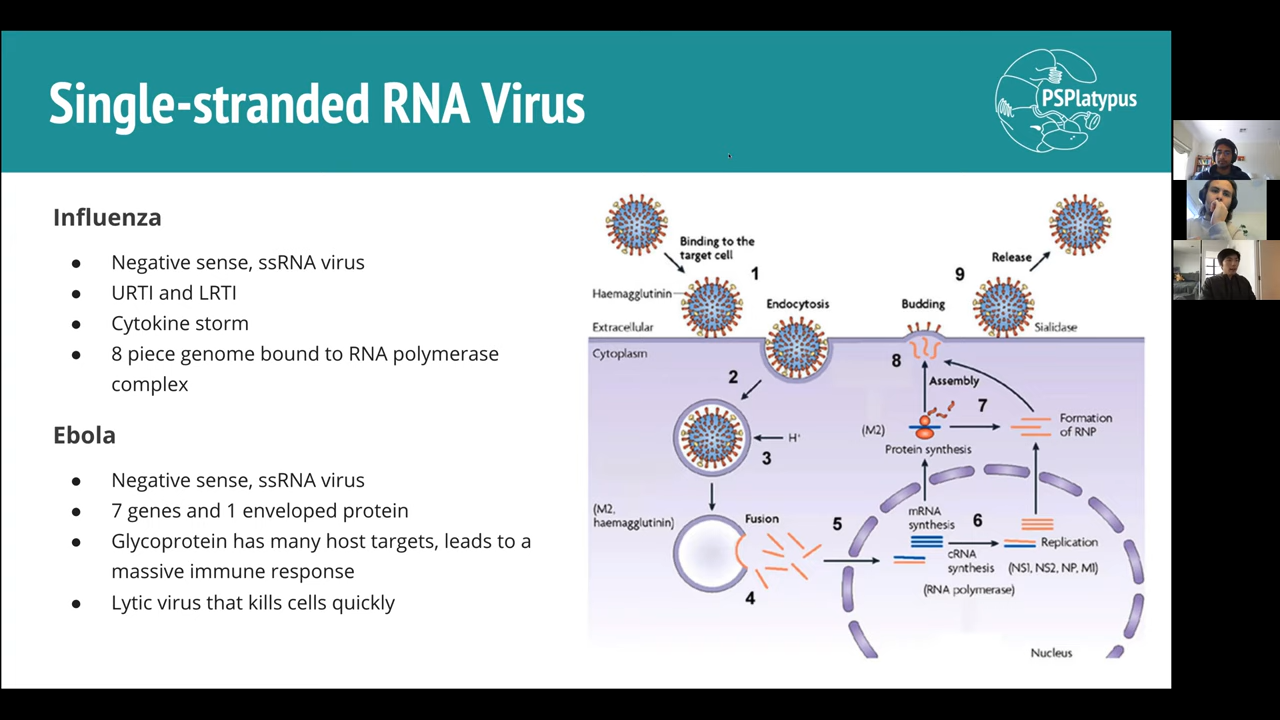 Single-stranded RNA Virus
PSPlatypus
Influenza
● Negative sense, ssRNA virus
● URTI and LRTI
● Cytokine storm
● 8 piece genome bound to RNA polymerase
complex
Ebola
● Negative sense, ssRNA virus
● 7 genes and 1 enveloped protein
● Glycoprotein has many host targets, leads to a
massive immune response
● Lytic virus that kills cells quickly
Binding to the
target cell
1
Haemagglutinin
Extracellular
Cytoplasm
Endocytosis
2
3
H⁺
(M2,
haemagglutinin)
Fusion
4
5
mRNA
synthesis
6
cRNA
synthesis
(RNA polymerase)
Replication
(NS1, NS2, NP, M1)
Nucleus
(M2)
Protein synthesis
7
Formation
of RNP
Assembly
8
Budding
9
Release
Sialidase